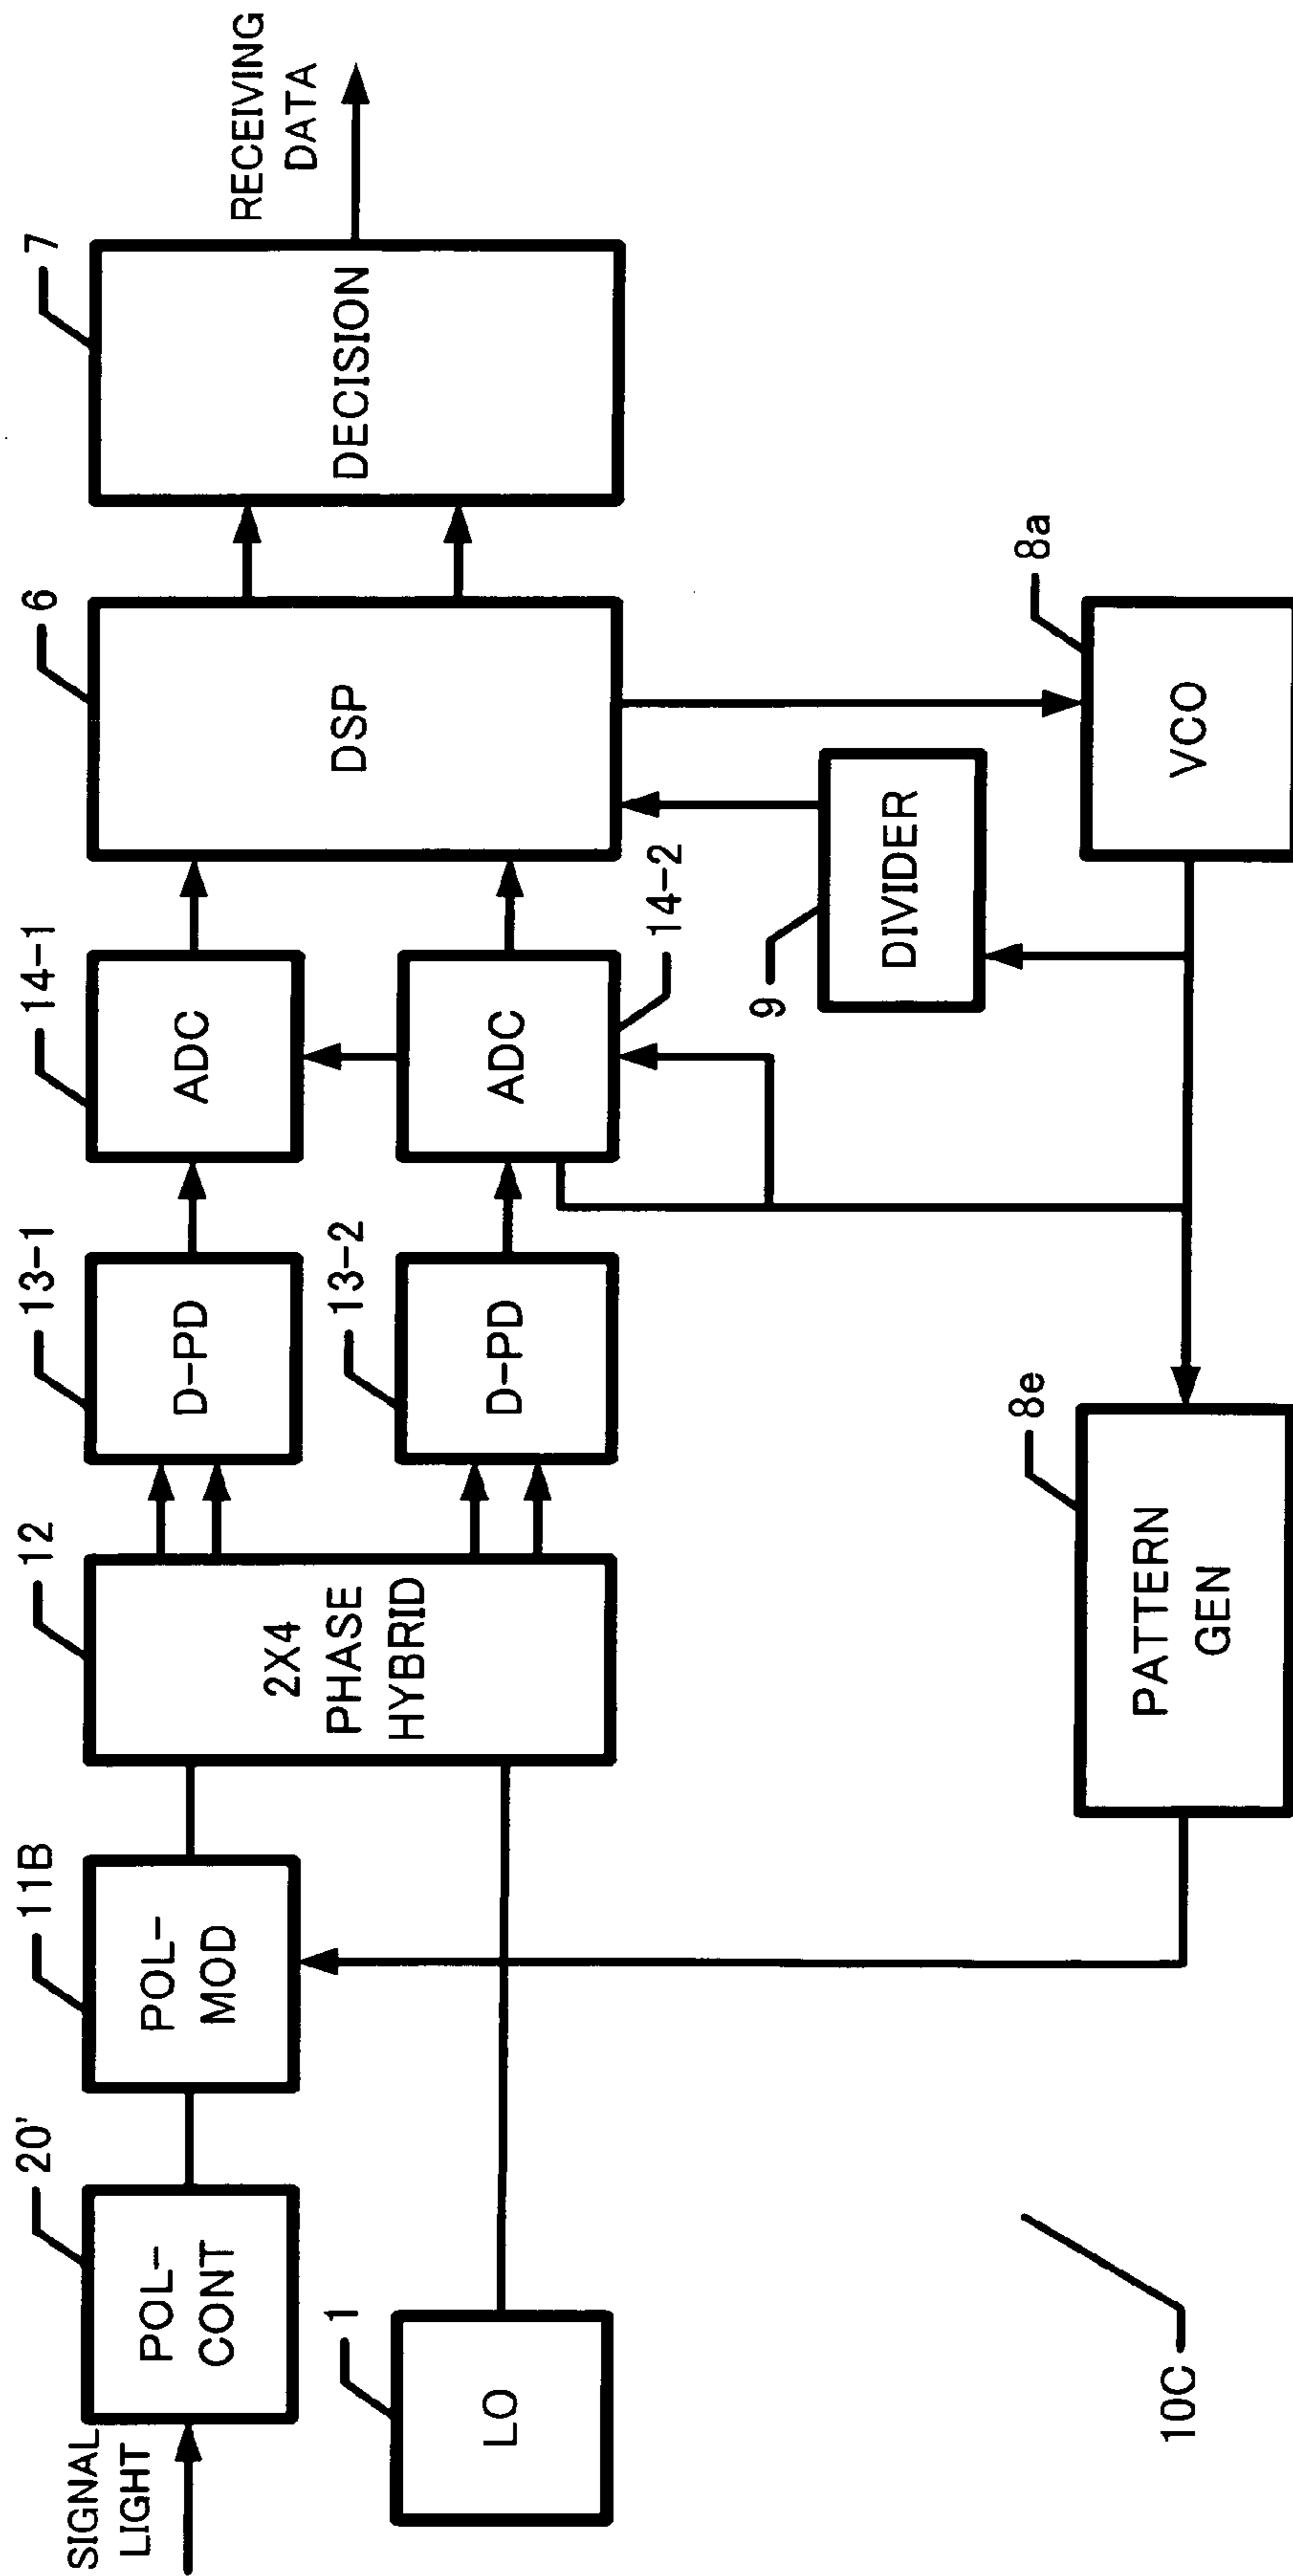 SIGNAL
LIGHT
20'
POL-
CONT
11B
POL-
MOD
1
LO
12
2X4
PHASE
HYBRID
13-1
D-PD
13-2
D-PD
14-1
ADC
14-2
ADC
6
DSP
7
DECISION
RECEIVING
DATA
9
DIVIDER
8a
VCO
8e
PATTERN
GEN
10C